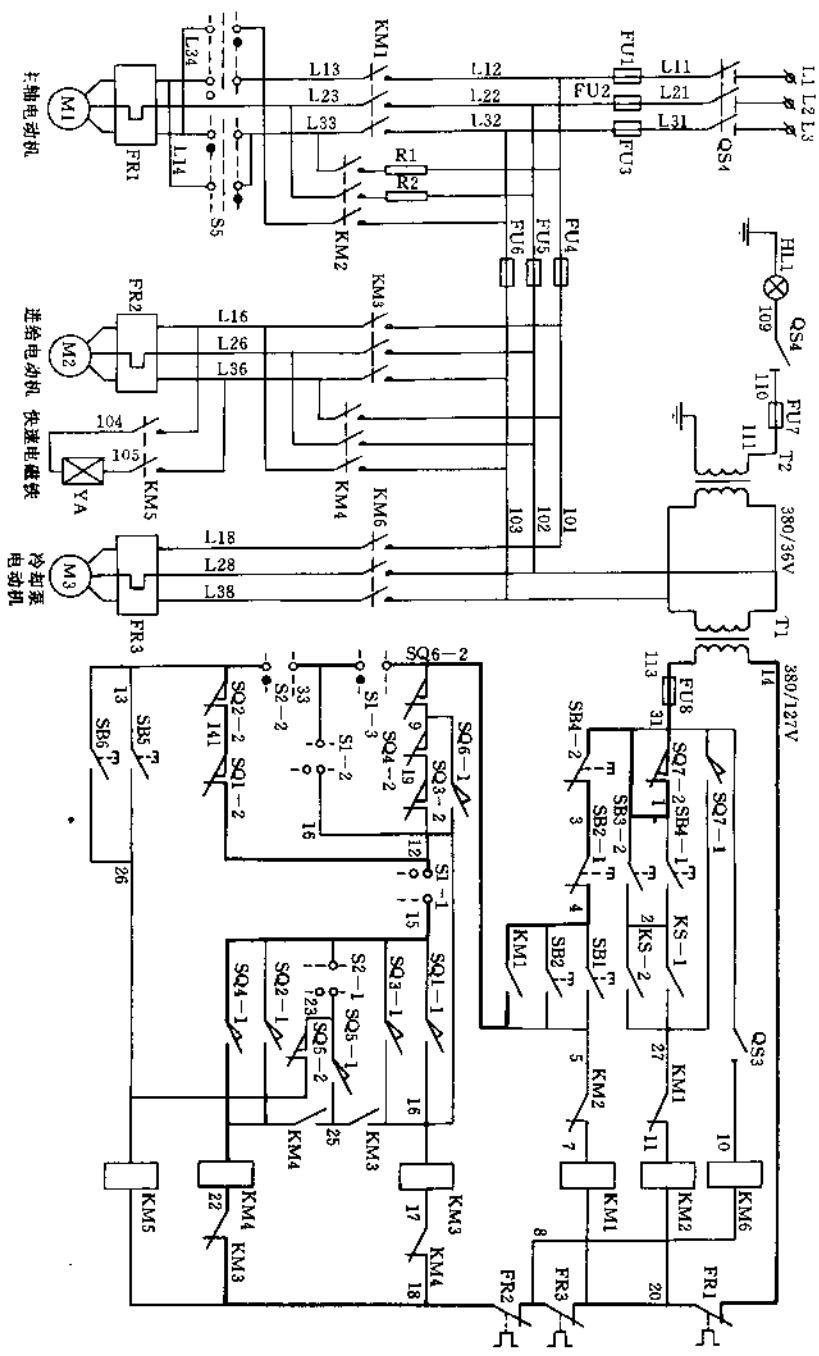 L1
L2
L3
QS4
L11
L21
L31
FU1
FU2
FU3
L12
L22
L32
KM1
L13
L23
L33
L34
L14
S5
FR1
M1
主轴电动机
R1
R2
KM2
FU4
FU5
FU6
HL1
109
QS4
110
FU7
111
T2
380/36V
KM3
L16
L26
L36
FR2
M2
进给电动机
KM4
KM5
104
105
YA
快速电磁铁
101
102
103
KM6
L18
L28
L38
FR3
M3
冷却泵
电动机
T1
380/127V
14
113
FU8
31
SQ7-2
SQ7-1
1
SB4-1
SB4-2
SB3-2
3
SB2-1
4
2
KS-1
KS-2
SB1
SB2
KM1
QS3
5
27
KM2
KM1
7
11
10
KM1
KM2
KM6
8
20
FR2
FR3
FR1
SQ6-2
SQ6-1
9
SQ4-2
19
SQ3-2
12
S1-3
S1-2
16
33
S2-2
S1-1
15
SQ2-2
141
SQ1-2
13
SB5
SB6
26
SQ1-1
SQ3-1
S2-1
23
SQ5-1
SQ5-2
SQ2-1
SQ4-1
16
KM3
25
KM4
KM3
17
KM4
18
KM4
22
KM3
KM5